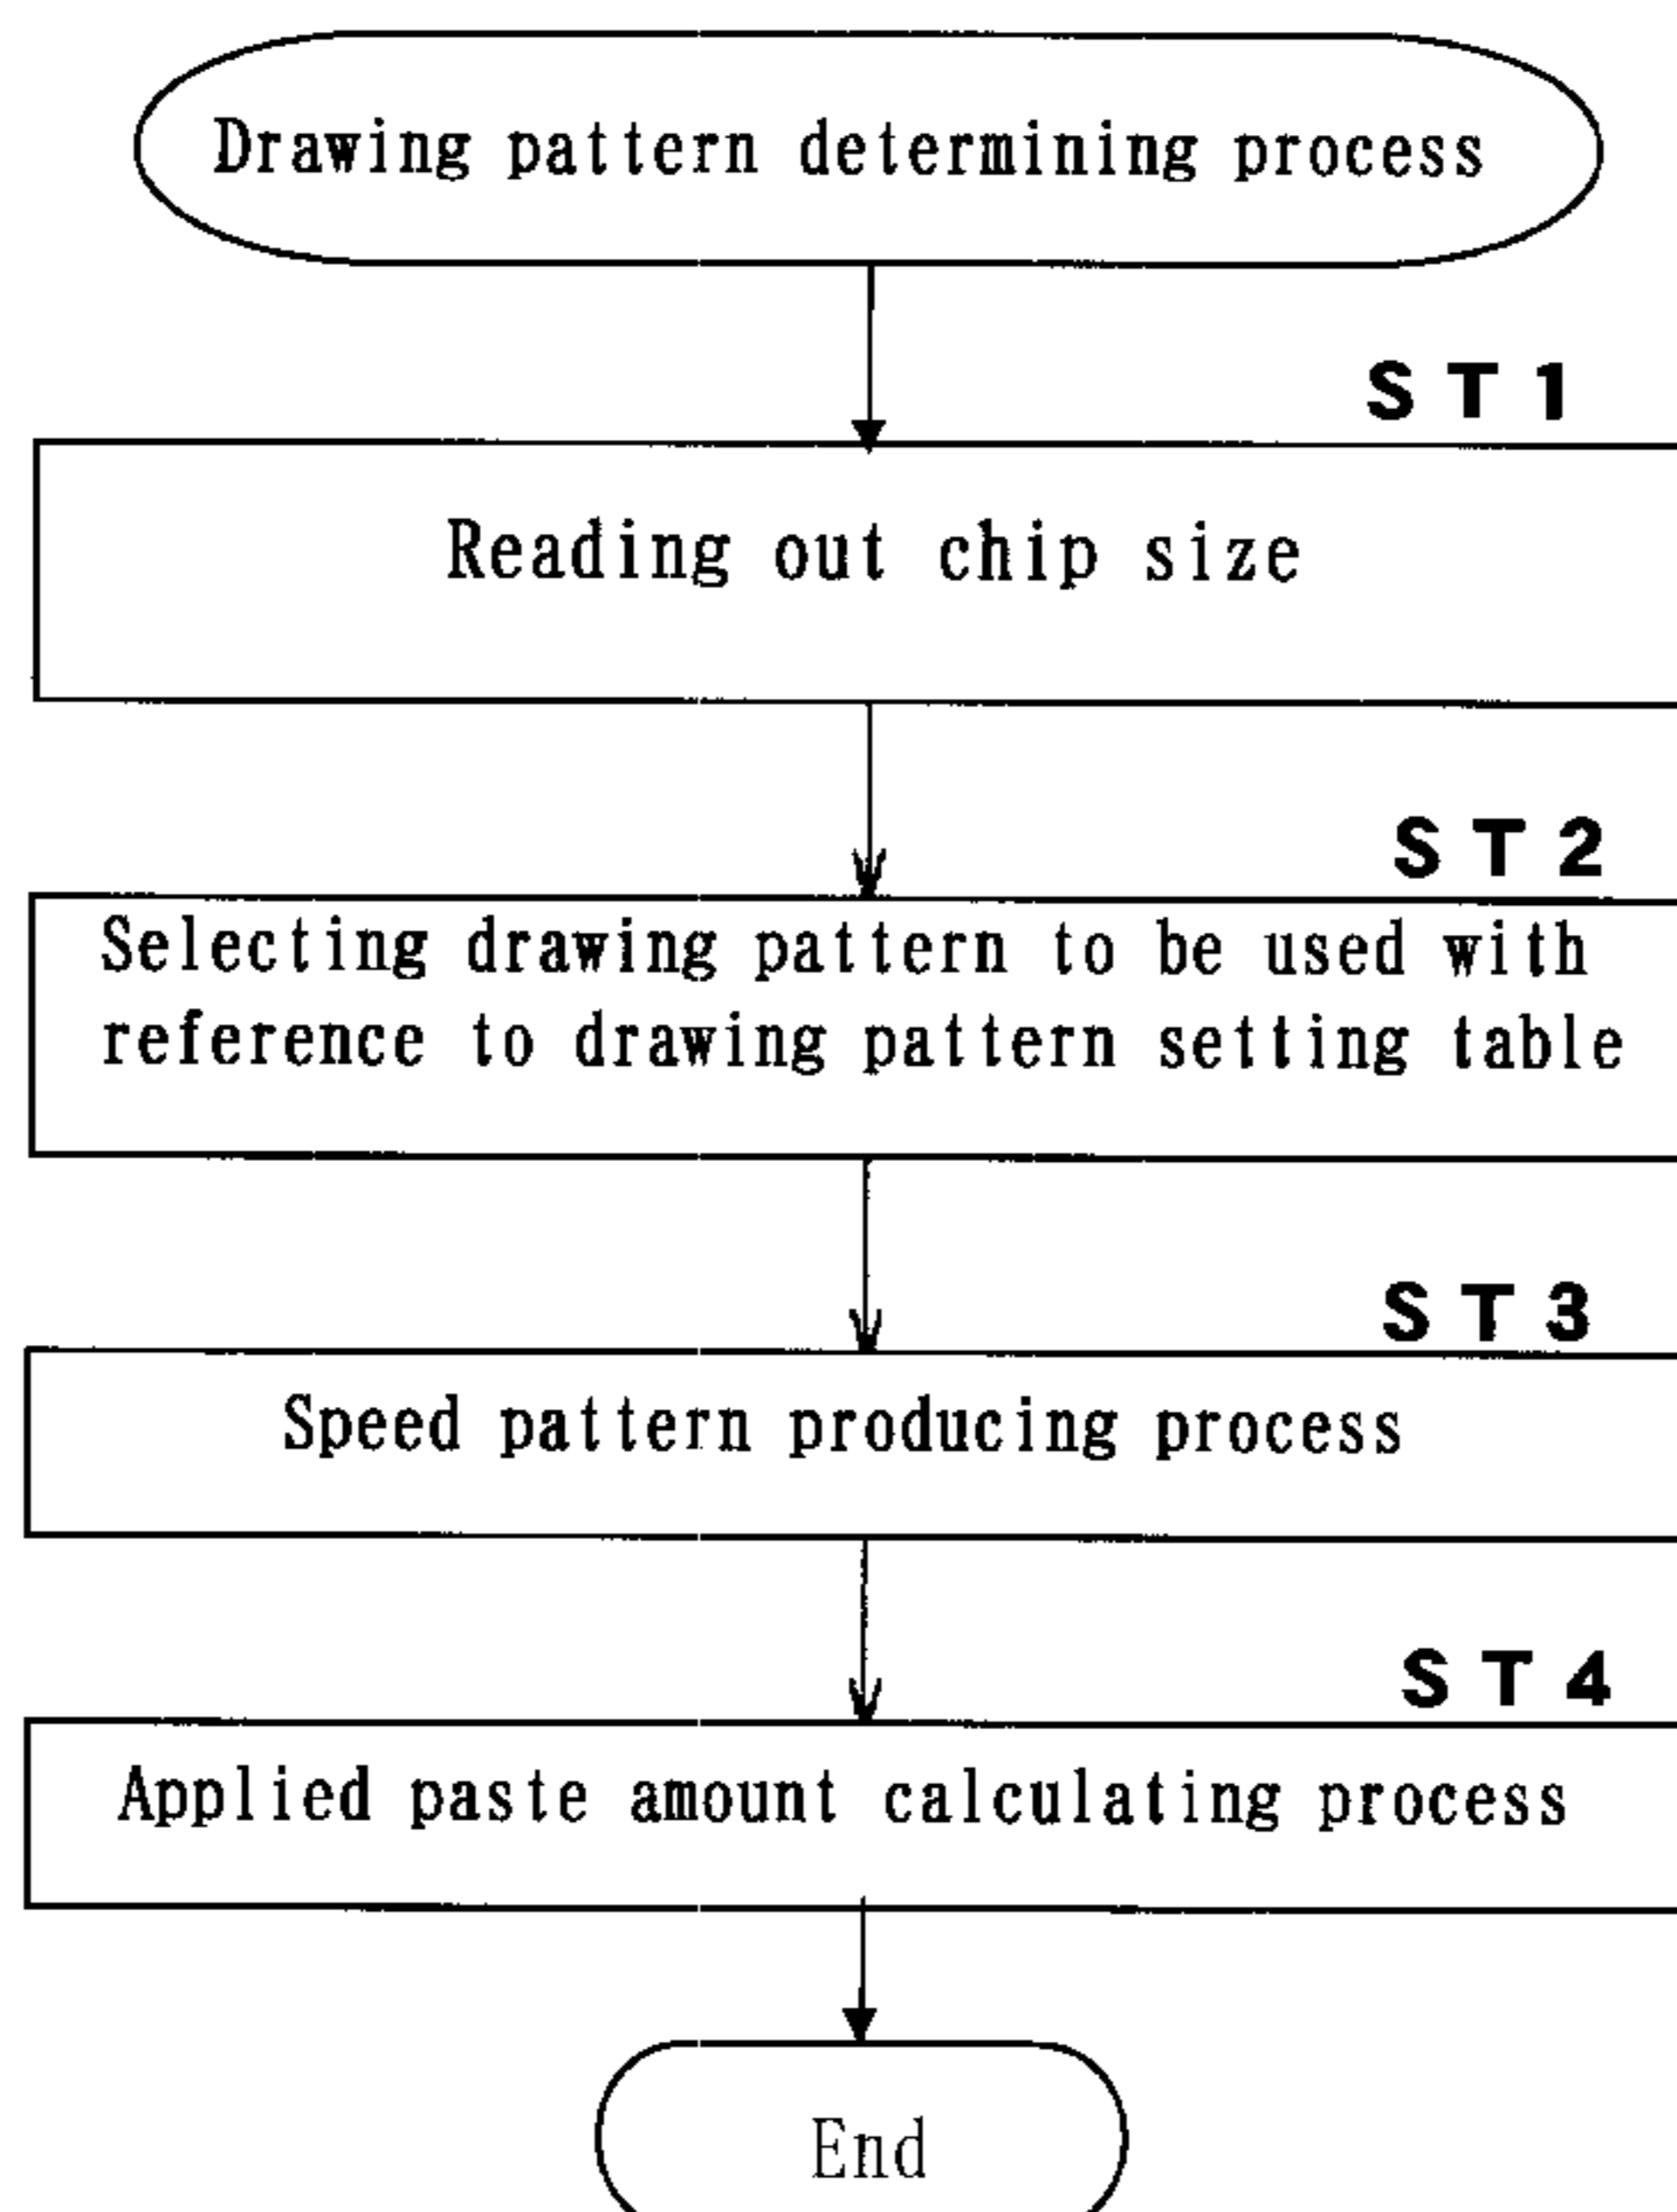 Drawing pattern determining process
ST1
Reading out chip size
ST2
Selecting drawing pattern to be used with
reference to drawing pattern setting table
ST3
Speed pattern producing process
ST4
Applied paste amount calculating process
End